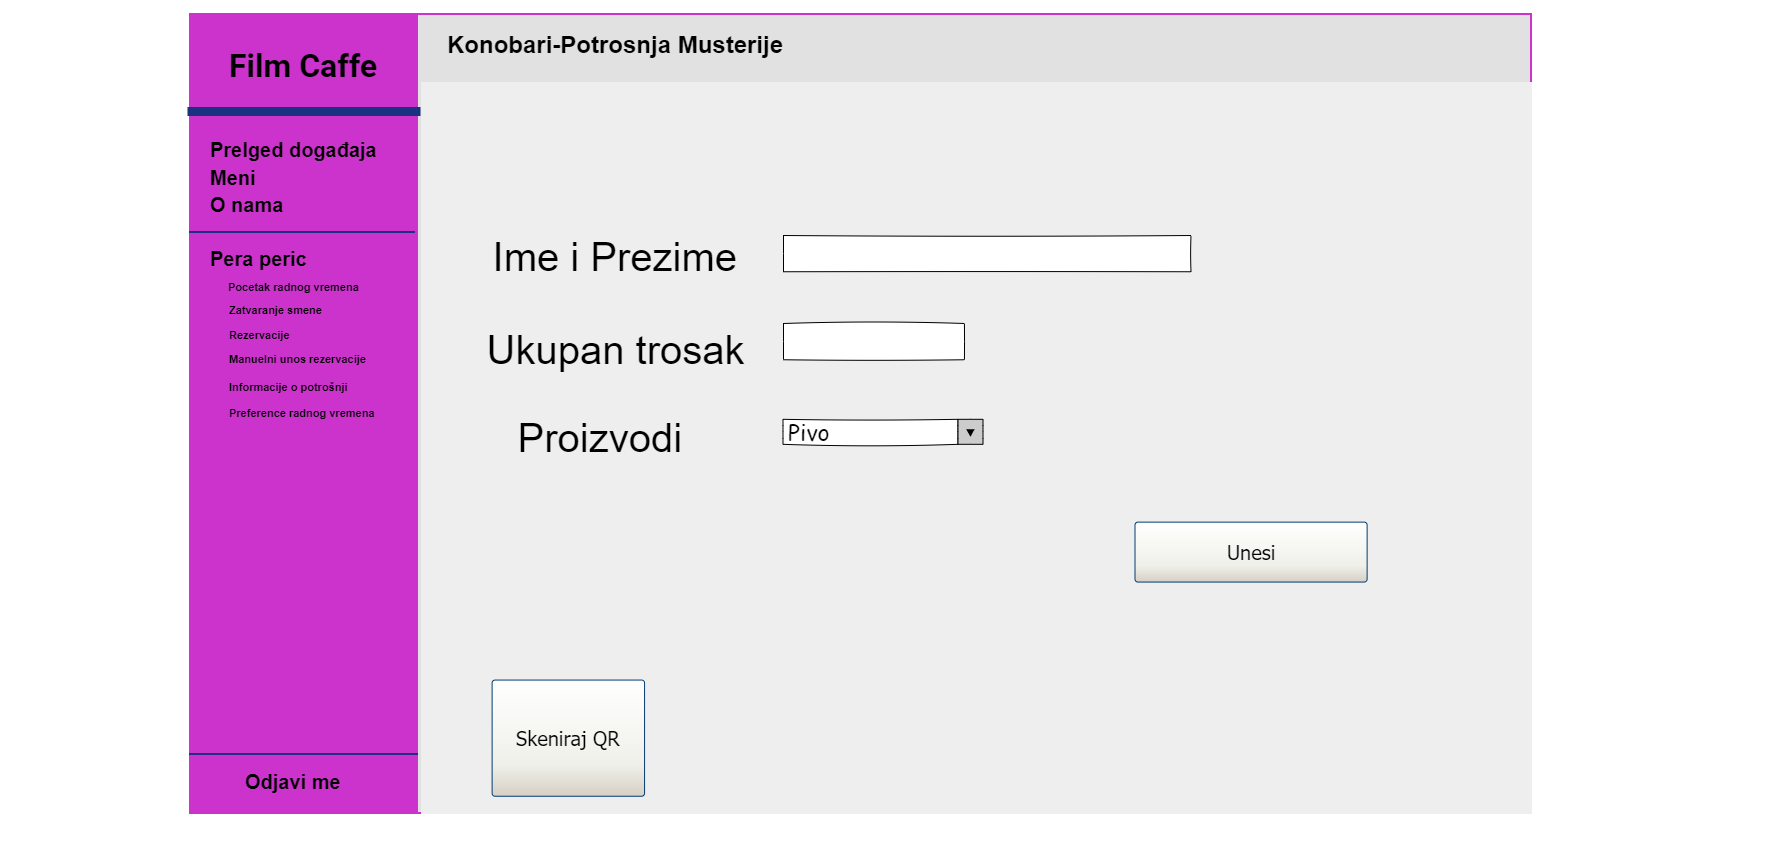 Film Caffe
Konobari-Potrosnja Musterije
Prelged događaja
Meni
O nama
Pera peric
Pocetak radnog vremena
Zatvaranje smene
Rezervacije
Manuelni unos rezervacije
Informacije o potrošnji
Preference radnog vremena
Odjavi me
Ime i Prezime
Ukupan trosak
Proizvodi
Pivo
Unesi
Skeniraj QR